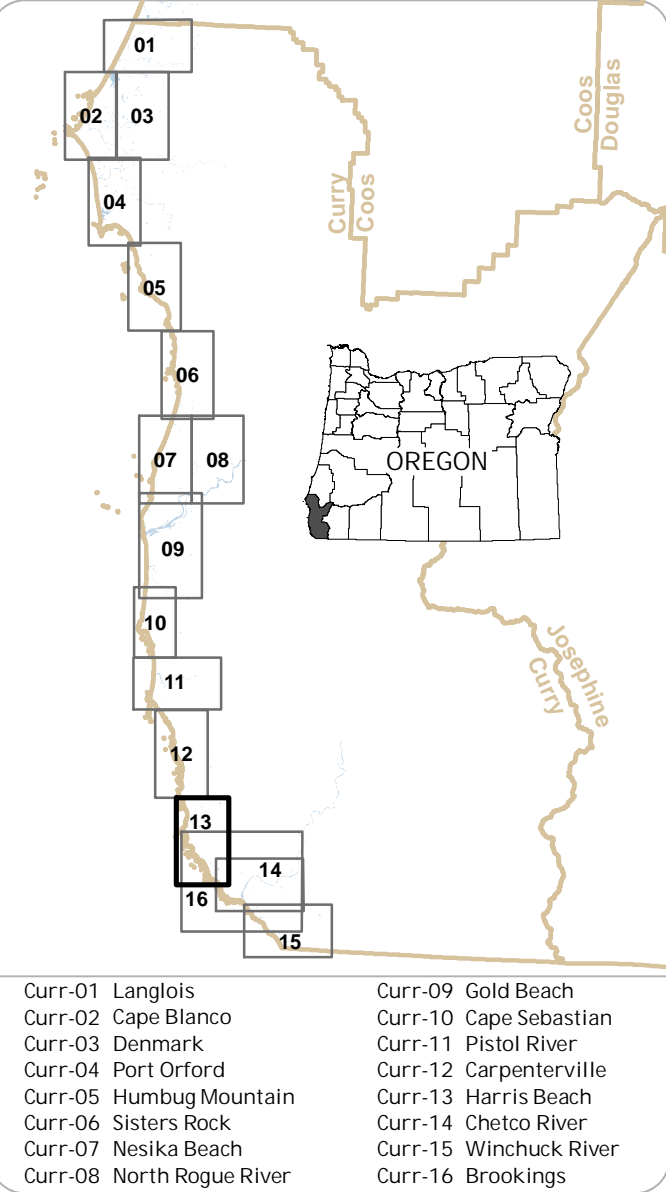 01
02
03
04
05
06
07
08
09
10
11
12
13
14
16
15
Curry
Coos
Coos
Douglas
OREGON
Josephine
Curry
Curr-01 Langlois
Curr-02 Cape Blanco
Curr-03 Denmark
Curr-04 Port Orford
Curr-05 Humbug Mountain
Curr-06 Sisters Rock
Curr-07 Nesika Beach
Curr-08 North Rogue River
Curr-09 Gold Beach
Curr-10 Cape Sebastian
Curr-11 Pistol River
Curr-12 Carpenterville
Curr-13 Harris Beach
Curr-14 Chetco River
Curr-15 Winchuck River
Curr-16 Brookings